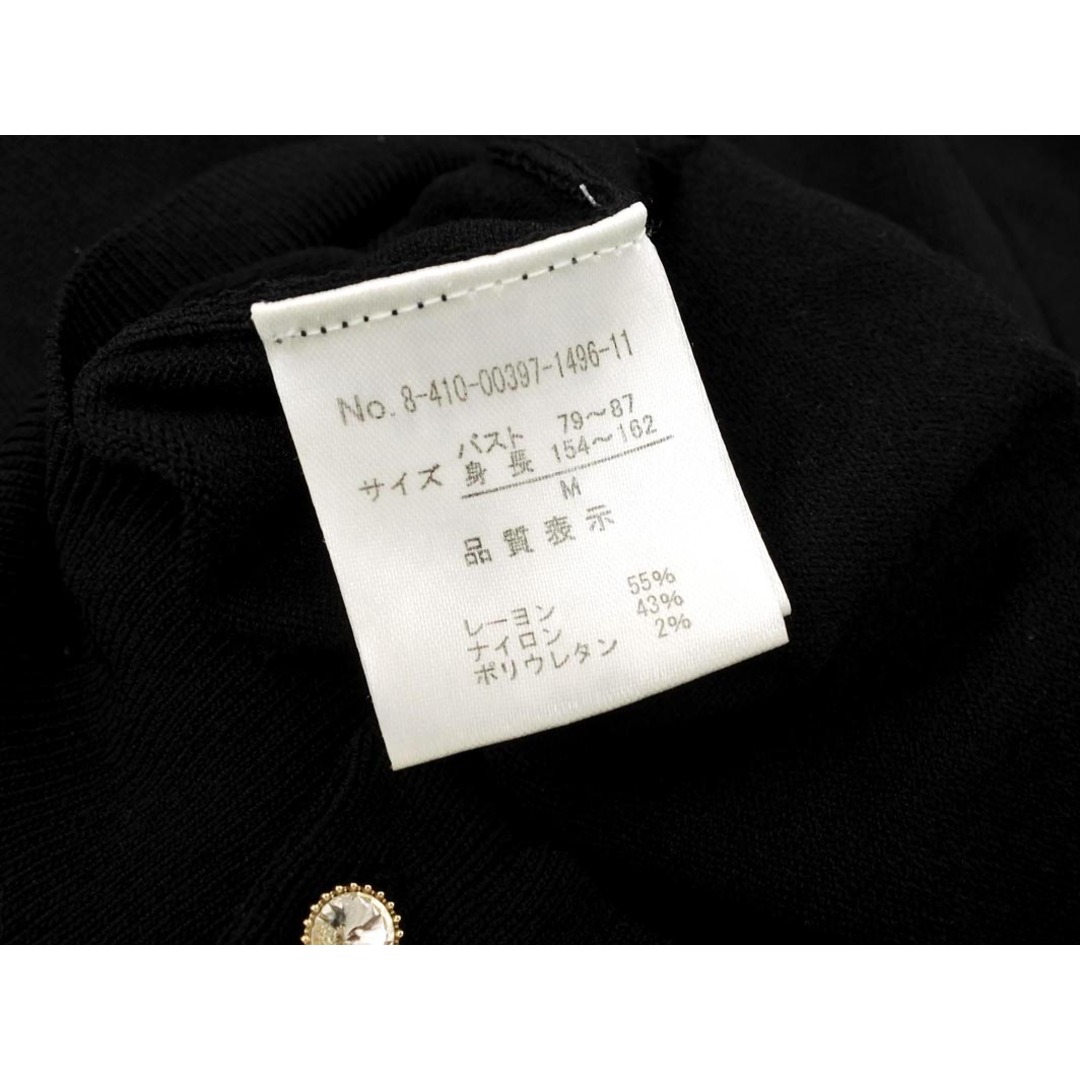 No. 8-410-00397-1496-11
バスト 79〜87
サイズ 身長 154〜162
M
品質表示
レーヨン 55%
ナイロン 43%
ポリウレタン 2%